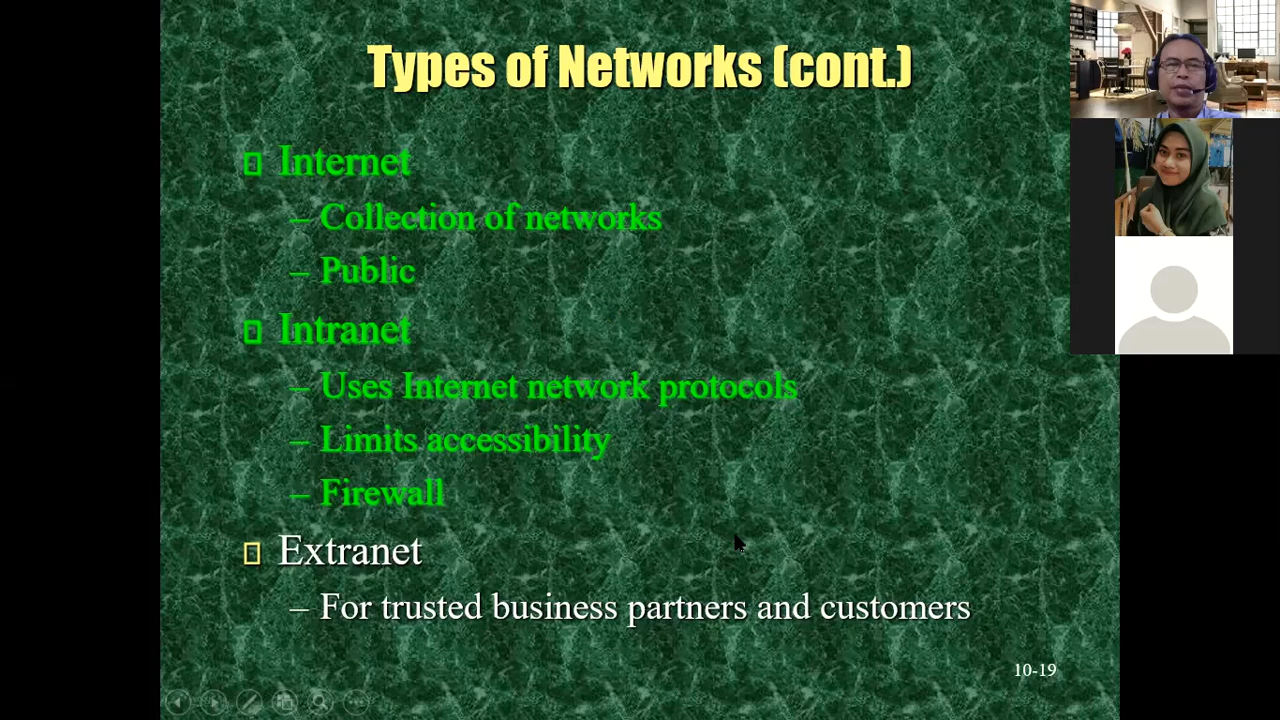 Types of Networks (cont.)
Internet
– Collection of networks
– Public
Intranet
– Uses Internet network protocols
– Limits accessibility
– Firewall
Extranet
– For trusted business partners and customers
10-19